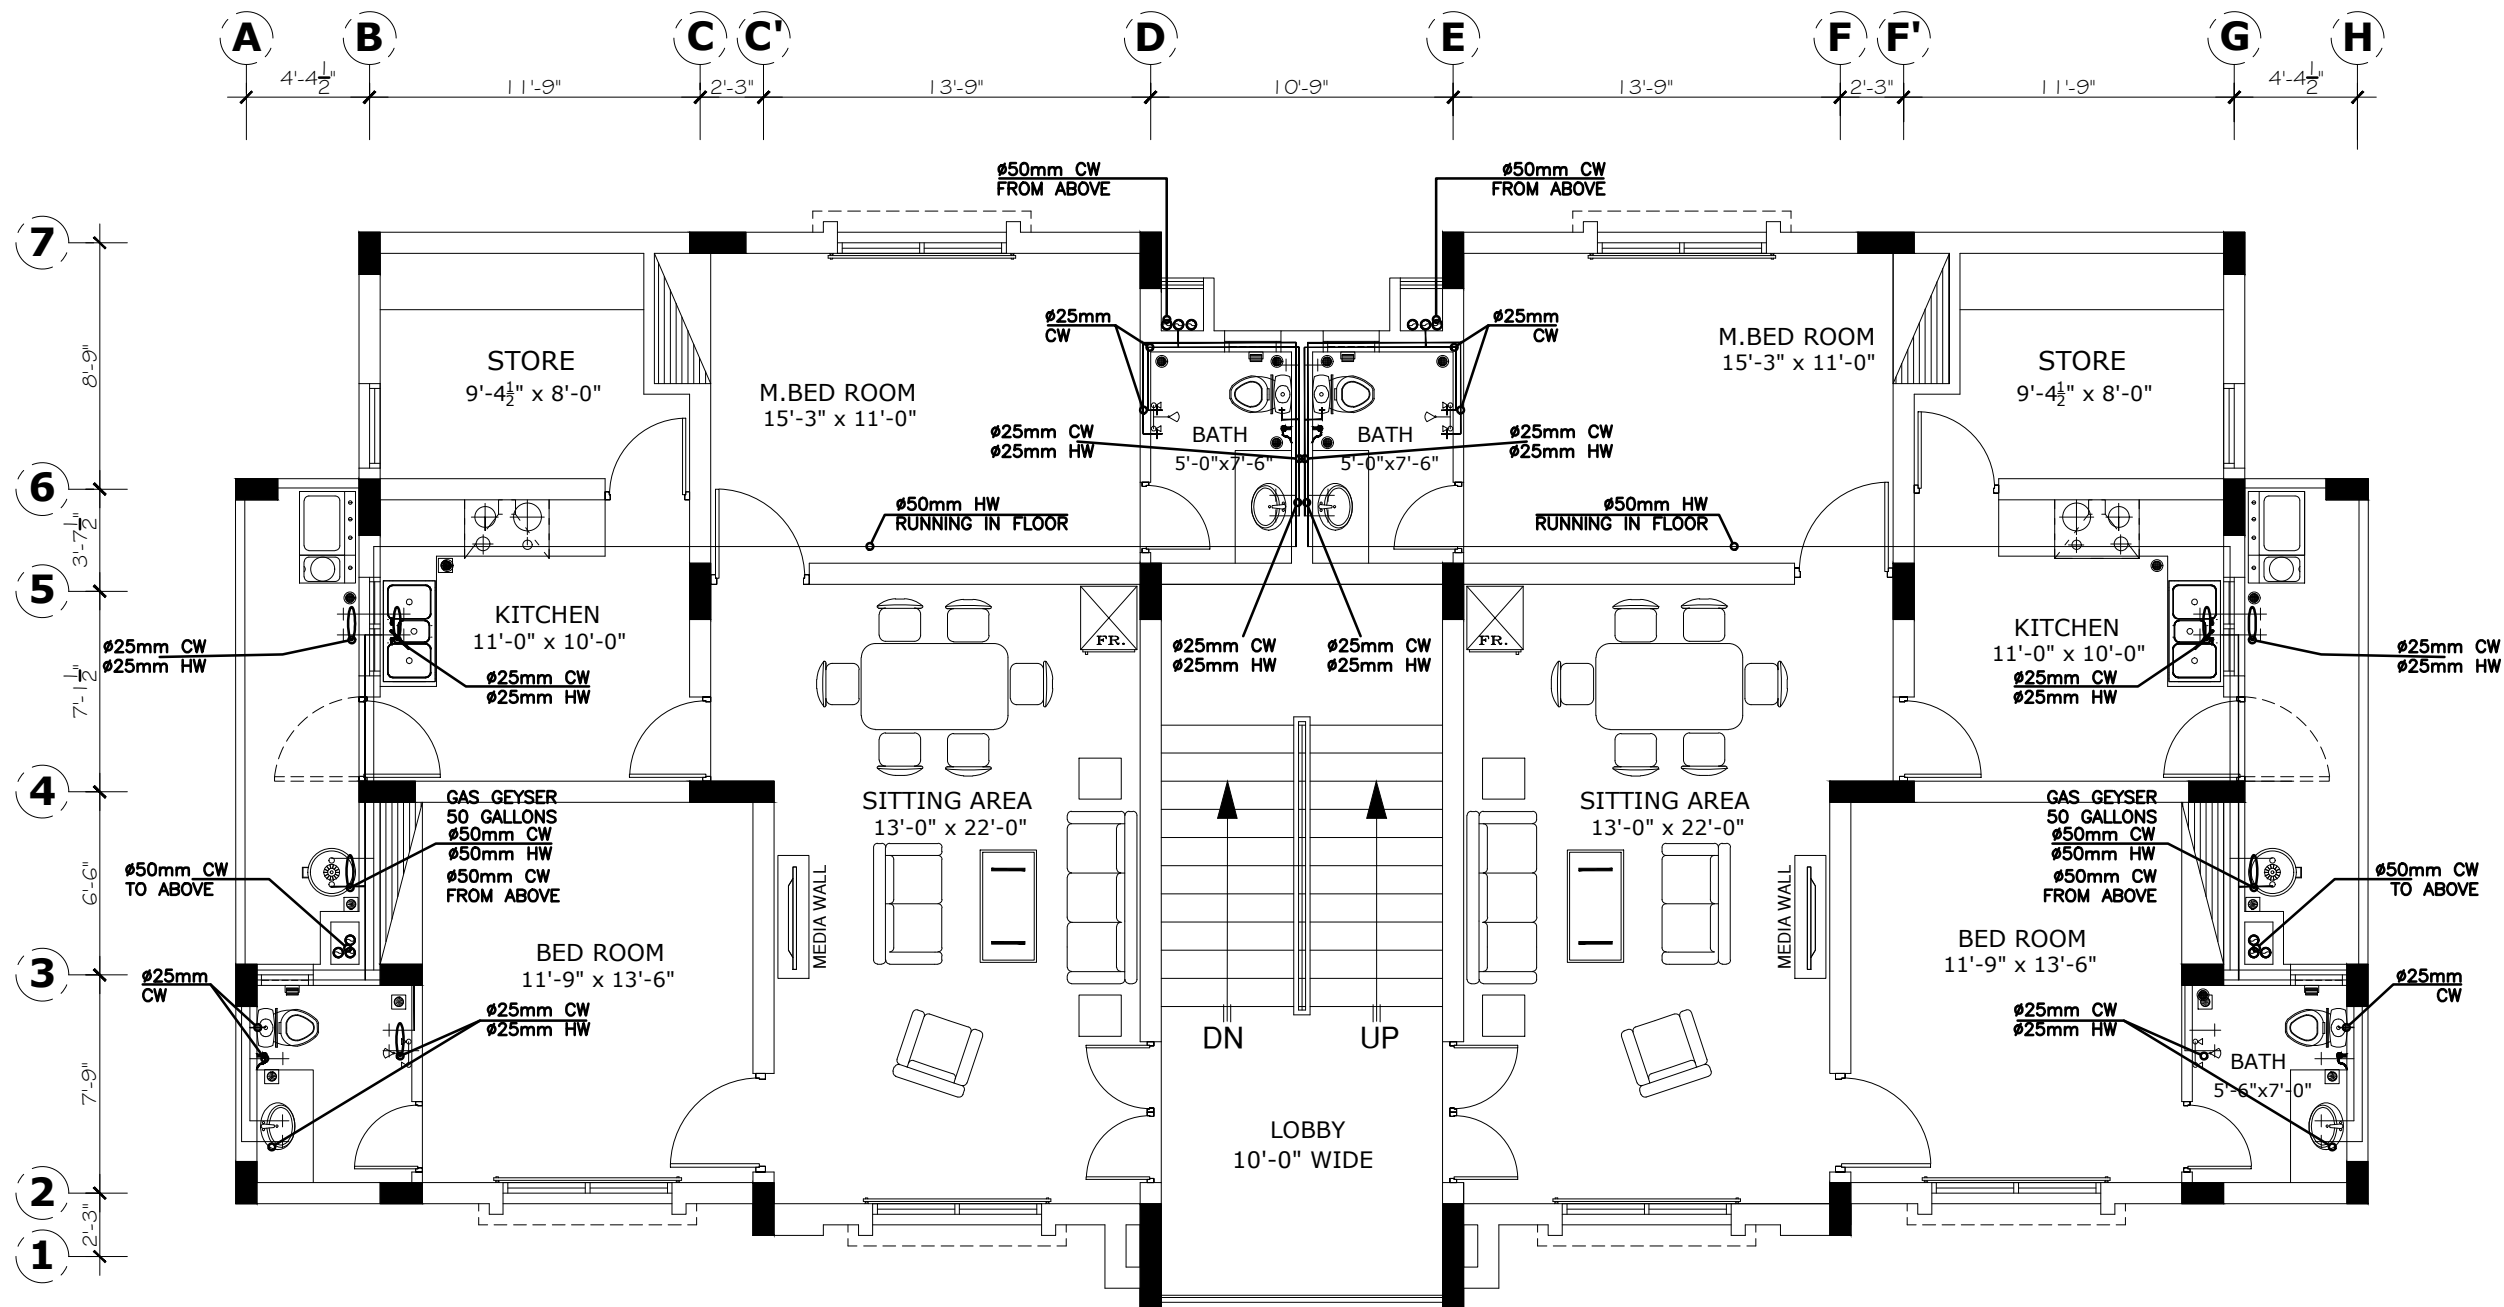 A B C C' D E F F' G H
4'-4½" 11'-9" 2'-3" 13'-9" 10'-9" 13'-9" 2'-3" 11'-9" 4'-4½"
ø50mm CW
FROM ABOVE
ø50mm CW
FROM ABOVE
7
8'-9"
6
3'-7½"
5
7'-1½"
4
6'-6"
3
7'-9"
2
2'-3"
1
STORE
9'-4½" x 8'-0"
M.BED ROOM
15'-3" x 11'-0"
ø25mm
CW
ø25mm
CW
M.BED ROOM
15'-3" x 11'-0"
STORE
9'-4½" x 8'-0"
ø25mm CW
ø25mm HW
BATH
5'-0"x7'-6"
BATH
5'-0"x7'-6"
ø25mm CW
ø25mm HW
ø50mm HW
RUNNING IN FLOOR
ø50mm HW
RUNNING IN FLOOR
KITCHEN
11'-0" x 10'-0"
FR.
FR.
KITCHEN
11'-0" x 10'-0"
ø25mm CW
ø25mm HW
ø25mm CW
ø25mm HW
ø25mm CW
ø25mm HW
ø25mm CW
ø25mm HW
ø25mm CW
ø25mm HW
ø25mm CW
ø25mm HW
GAS GEYSER
50 GALLONS
ø50mm CW
ø50mm HW
ø50mm CW
FROM ABOVE
SITTING AREA
13'-0" x 22'-0"
SITTING AREA
13'-0" x 22'-0"
GAS GEYSER
50 GALLONS
ø50mm CW
ø50mm HW
ø50mm CW
FROM ABOVE
ø50mm CW
TO ABOVE
ø50mm CW
TO ABOVE
MEDIA WALL
MEDIA WALL
BED ROOM
11'-9" x 13'-6"
BED ROOM
11'-9" x 13'-6"
ø25mm
CW
ø25mm
CW
ø25mm CW
ø25mm HW
DN
UP
ø25mm CW
ø25mm HW
BATH
5'-6"x7'-0"
LOBBY
10'-0" WIDE